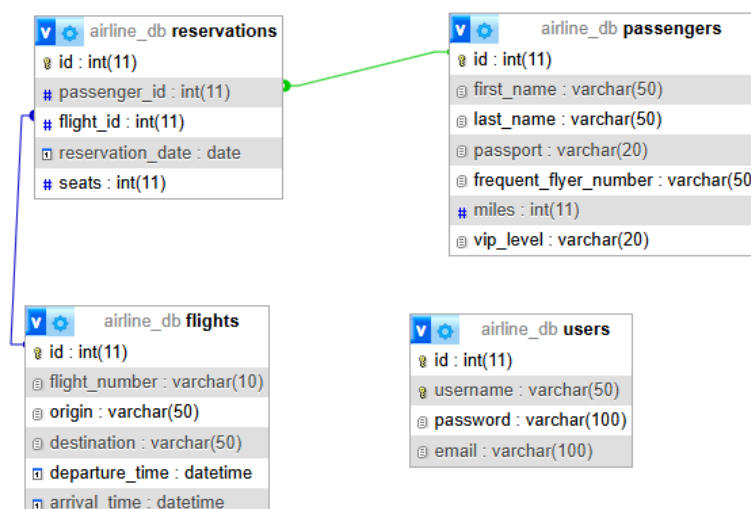 airline_db reservations
id : int(11)
passenger_id : int(11)
flight_id : int(11)
reservation_date : date
seats : int(11)
airline_db passengers
id : int(11)
first_name : varchar(50)
last_name : varchar(50)
passport : varchar(20)
frequent_flyer_number : varchar(50
miles : int(11)
vip_level : varchar(20)
airline_db flights
id : int(11)
flight_number : varchar(10)
origin : varchar(50)
destination : varchar(50)
departure_time : datetime
arrival_time : datetime
airline_db users
id : int(11)
username : varchar(50)
password : varchar(100)
email : varchar(100)